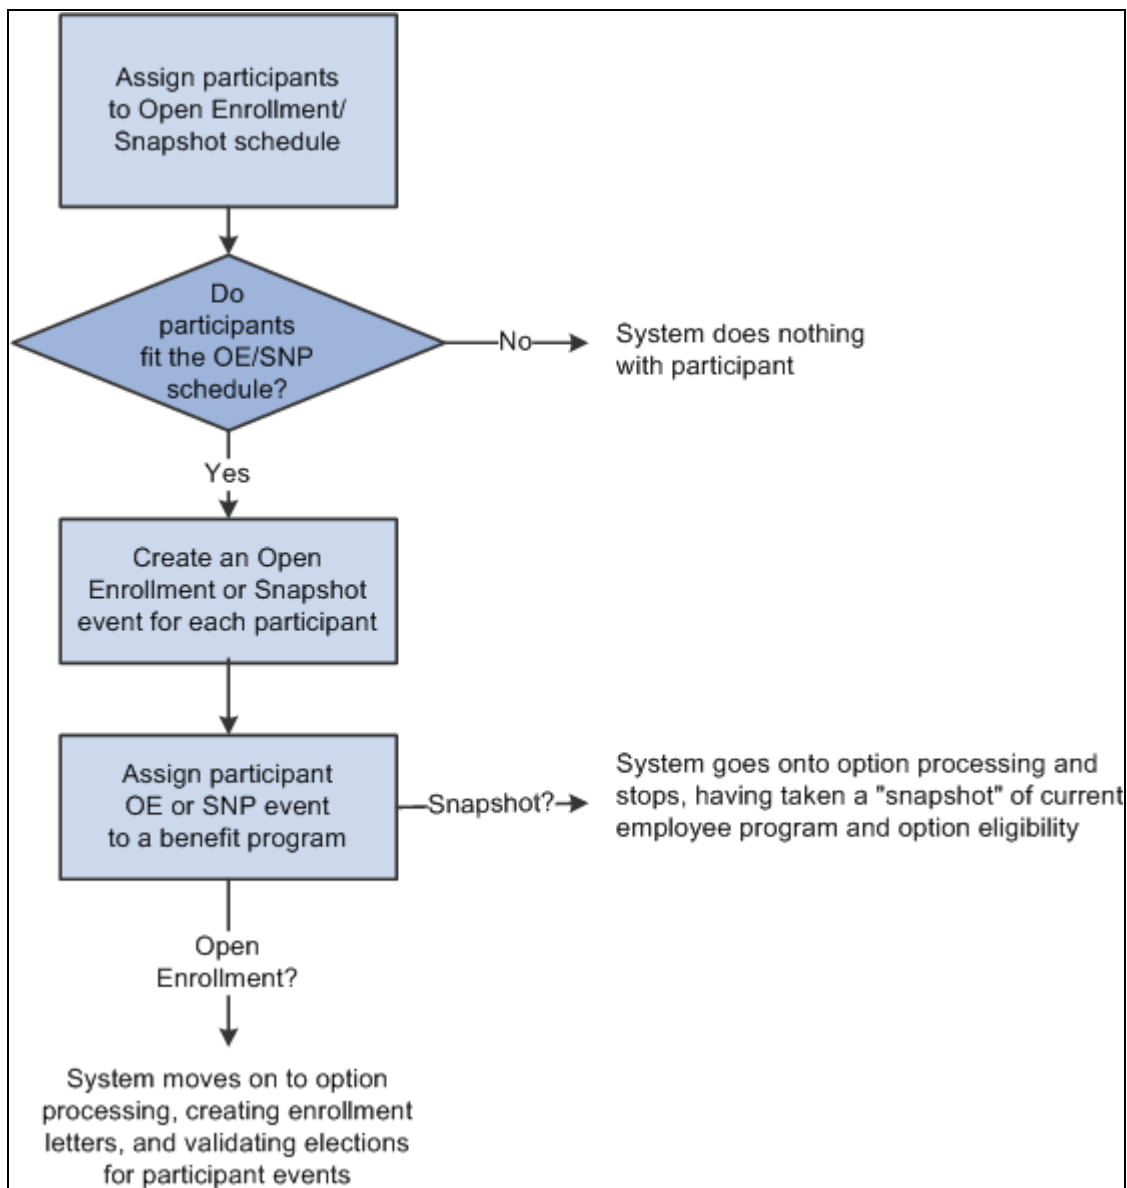 Assign participants
to Open Enrollment/
Snapshot schedule
Do
participants
fit the OE/SNP
schedule?
No
System does nothing
with participant
Yes
Create an Open
Enrollment or Snapshot
event for each participant
Assign participant
OE or SNP event
to a benefit program
Snapshot?
System goes onto option processing and
stops, having taken a "snapshot" of current
employee program and option eligibility
Open
Enrollment?
System moves on to option
processing, creating enrollment
letters, and validating elections
for participant events